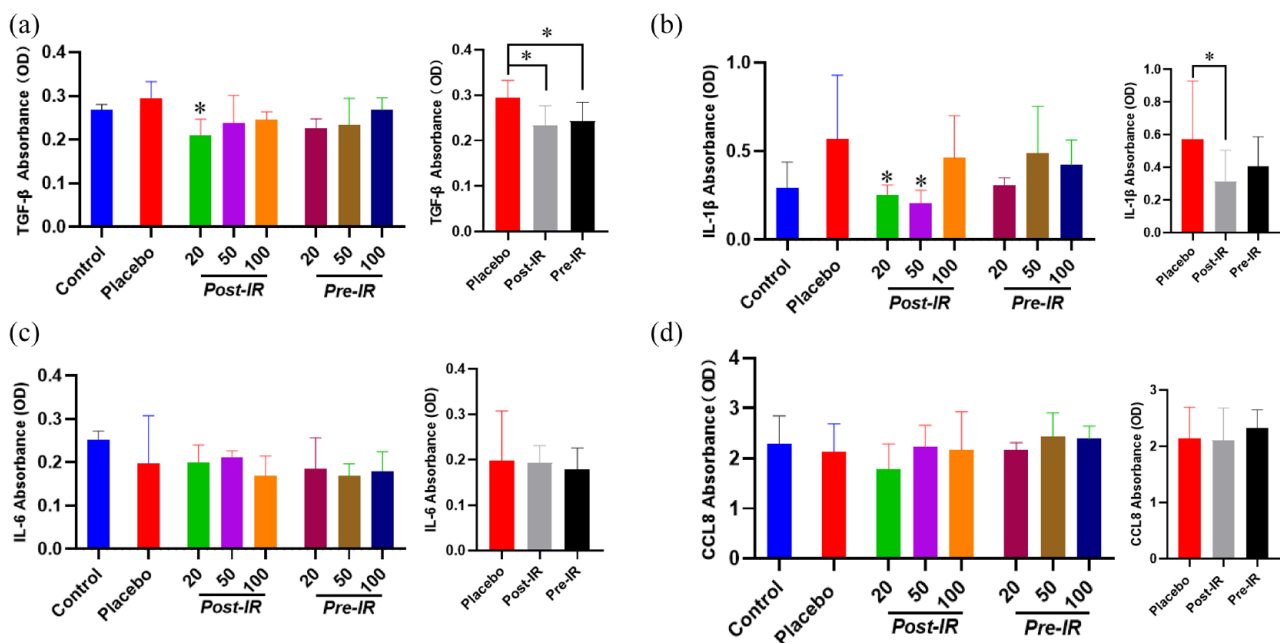 (a)
TGF-β Absorbance (OD)
0.4
0.3
0.2
0.1
0.0
*
Control
Placebo
20
50
100
20
50
100
Post-IR
Pre-IR
TGF-β Absorbance (OD)
0.4
0.3
0.2
0.1
0.0
*
*
Placebo
Post-IR
Pre-IR
(b)
IL-1β Absorbance (OD)
1.0
0.5
0.0
*
*
Control
Placebo
20
50
100
20
50
100
Post-IR
Pre-IR
IL-1β Absorbance (OD)
1.0
0.8
0.6
0.4
0.2
0.0
*
Placebo
Post-IR
Pre-IR
(c)
IL-6 Absorbance (OD)
0.4
0.3
0.2
0.1
0.0
Control
Placebo
20
50
100
20
50
100
Post-IR
Pre-IR
IL-6 Absorbance (OD)
0.4
0.3
0.2
0.1
0.0
Placebo
Post-IR
Pre-IR
(d)
CCL8 Absorbance (OD)
4
3
2
1
0
Control
Placebo
20
50
100
20
50
100
Post-IR
Pre-IR
CCL8 Absorbance (OD)
3
2
1
0
Placebo
Post-IR
Pre-IR